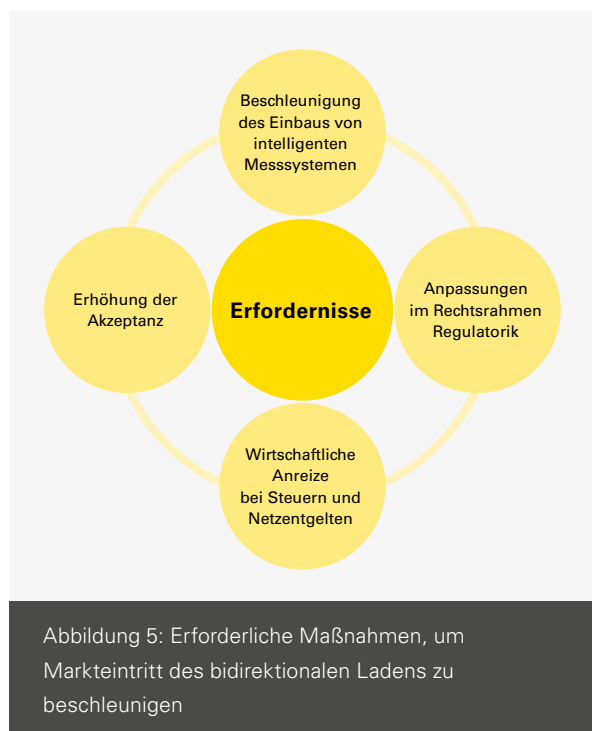 Beschleunigung
des Einbaus von
intelligenten
Messsystemen
Erhöhung der
Akzeptanz
Erfordernisse
Anpassungen
im Rechtsrahmen
Regulatorik
Wirtschaftliche
Anreize
bei Steuern und
Netzentgelten
Abbildung 5: Erforderliche Maßnahmen, um
Markteintritt des bidirektionalen Ladens zu
beschleunigen